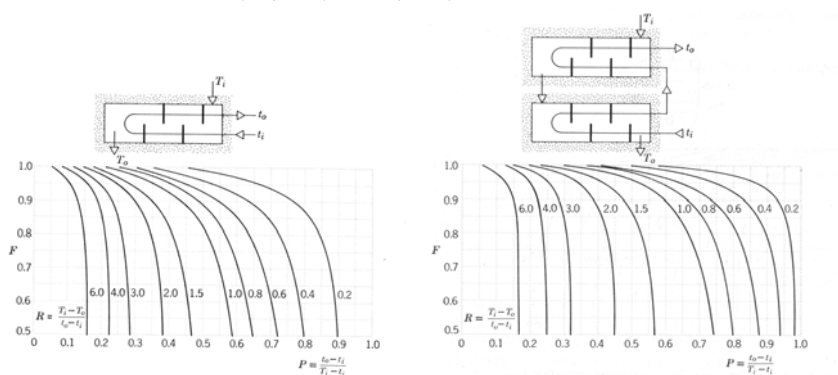 T_i
t_o
t_i
T_o
1.0
0.9
0.8
F
0.7
0.6
0.5
6.0 4.0 3.0 2.0 1.5 1.0 0.8 0.6 0.4 0.2
R = T_i−T_o / t_o−t_i
0 0.1 0.2 0.3 0.4 0.5 0.6 0.7 0.8 0.9 1.0
P = t_o−t_i / T_i−t_i
T_i
t_o
t_i
T_o
1.0
0.9
0.8
F
0.7
0.6
0.5
6.0 4.0 3.0 2.0 1.5 1.0 0.8 0.6 0.4 0.2
R = T_i−T_o / t_o−t_i
0 0.1 0.2 0.3 0.4 0.5 0.6 0.7 0.8 0.9 1.0
P = t_o−t_i / T_i−t_i